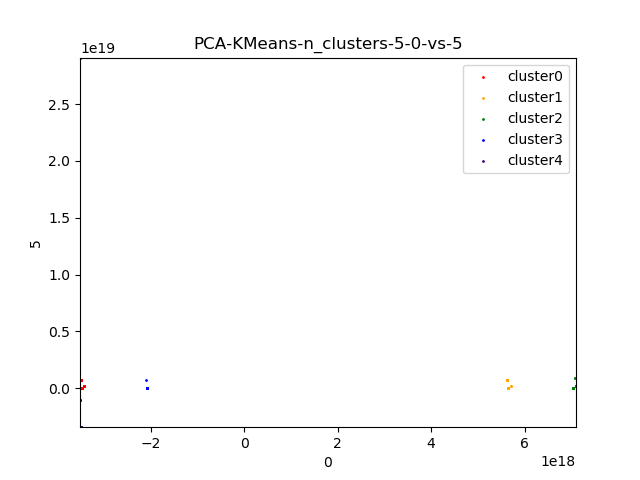 PCA-KMeans-n_clusters-5-0-vs-5
1e19
2.5
2.0
1.5
1.0
0.5
0.0
5
cluster0
cluster1
cluster2
cluster3
cluster4
−2
0
2
4
6
0
1e18